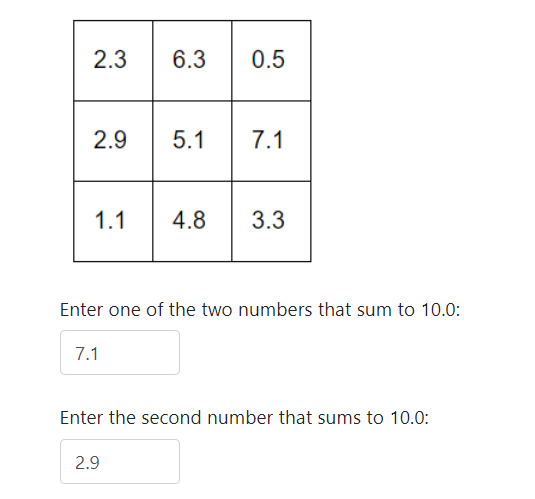 2.3 6.3 0.5
2.9 5.1 7.1
1.1 4.8 3.3
Enter one of the two numbers that sum to 10.0:
7.1
Enter the second number that sums to 10.0:
2.9